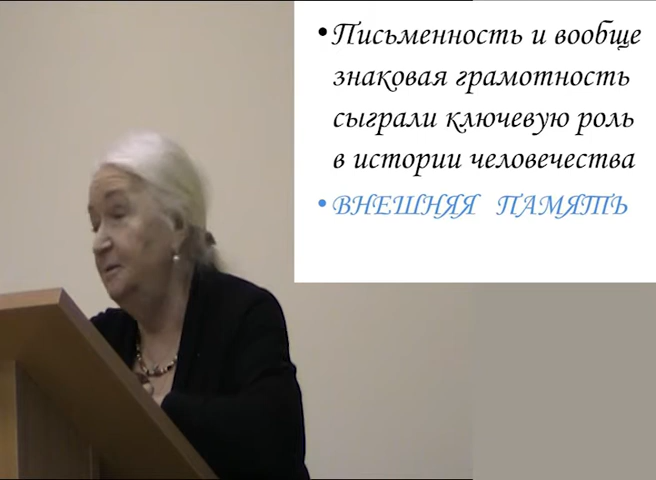 • Письменность и вообще
знаковая грамотность
сыграли ключевую роль
в истории человечества
• ВНЕШНЯЯ ПАМЯТЬ